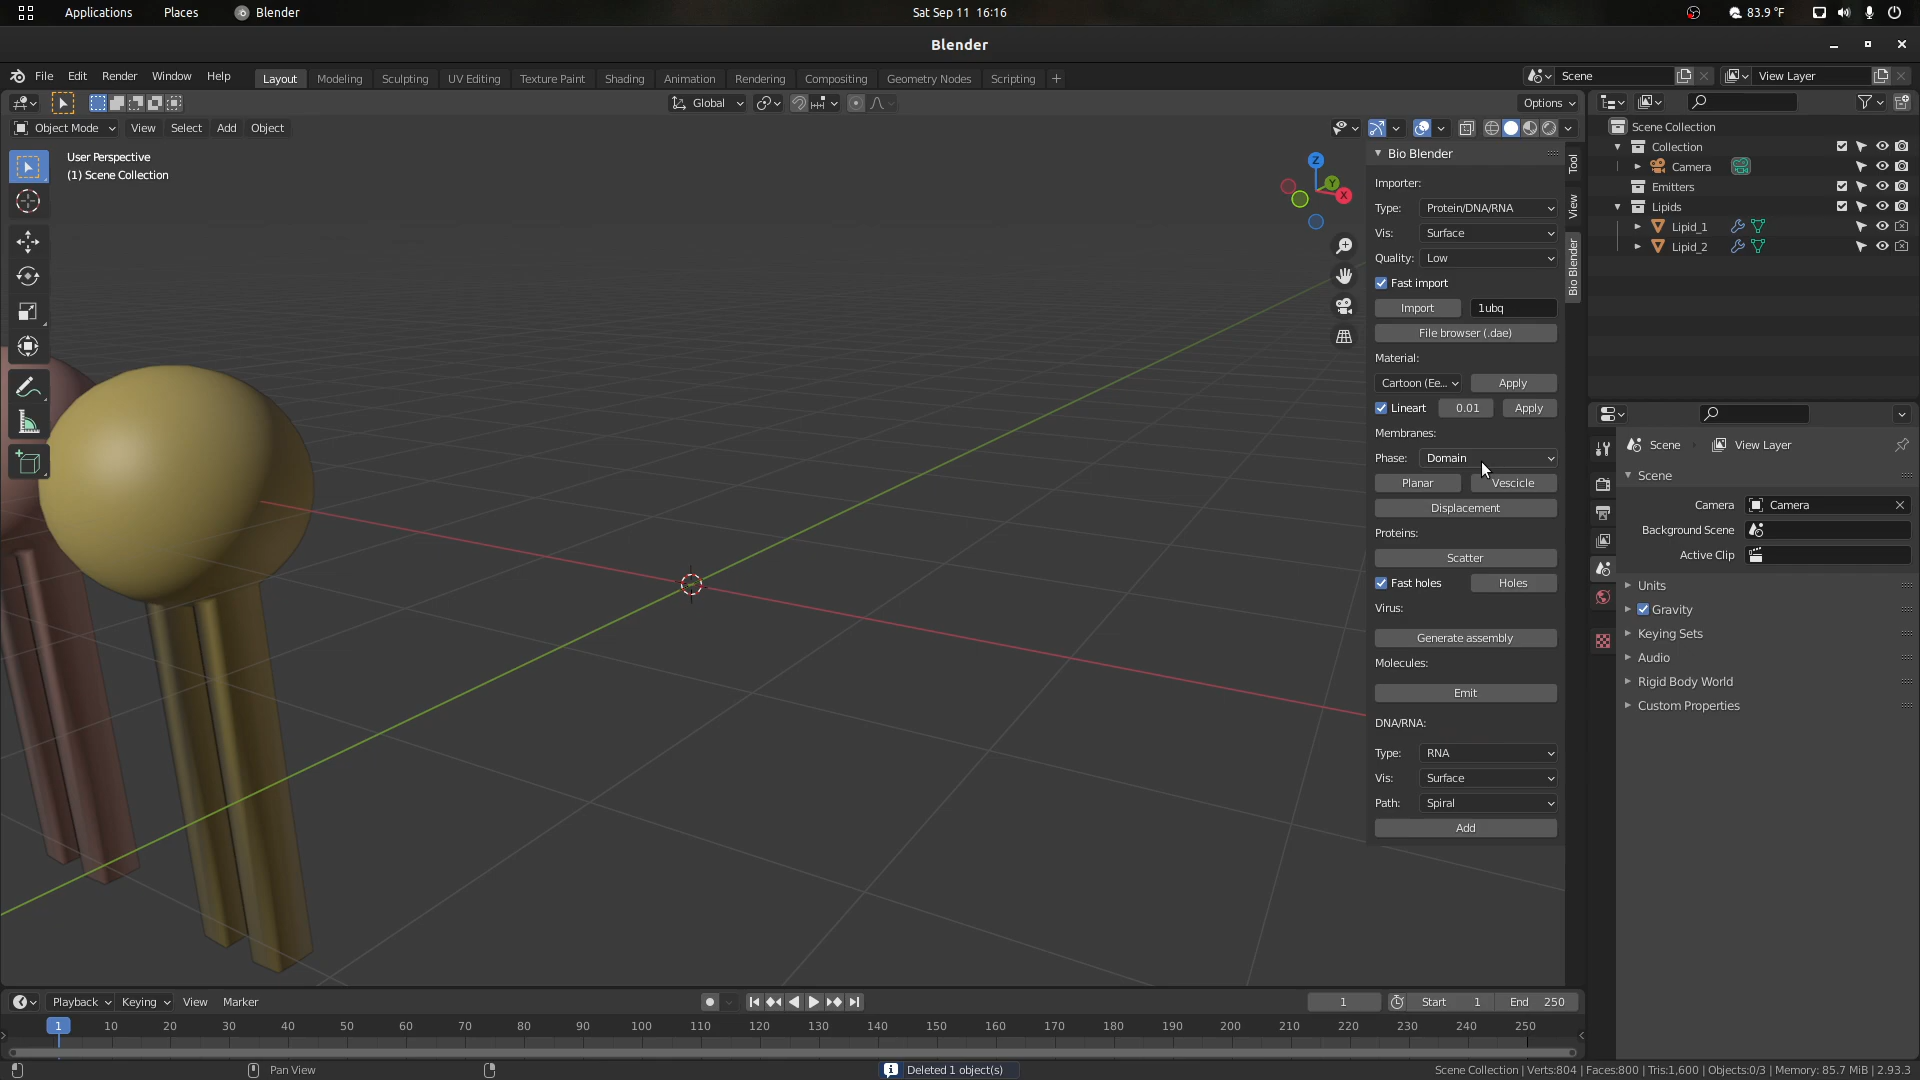 Applications Places Blender Sat Sep 11 16:16 83.9 °F
Blender
File Edit Render Window Help Layout Modeling Sculpting UV Editing Texture Paint Shading Animation Rendering Compositing Geometry Nodes Scripting + Scene View Layer
Global Options
Object Mode View Select Add Object
User Perspective
(1) Scene Collection
Z
Y
X
Bio Blender
Importer:
Type: Protein/DNA/RNA
Vis: Surface
Quality: Low
Fast import
Import 1ubq
File browser (.dae)
Material:
Cartoon (Ee... Apply
Lineart 0.01 Apply
Membranes:
Phase: Domain
Planar Vescicle
Displacement
Proteins:
Scatter
Fast holes Holes
Virus:
Generate assembly
Molecules:
Emit
DNA/RNA:
Type: RNA
Vis: Surface
Path: Spiral
Add
Tool
View
Bio Blender
Scene Collection
Collection
Camera
Emitters
Lipids
Lipid_1
Lipid_2
Scene View Layer
Scene
Camera Camera
Background Scene
Active Clip
Units
Gravity
Keying Sets
Audio
Rigid Body World
Custom Properties
Playback Keying View Marker 1 Start 1 End 250
1 10 20 30 40 50 60 70 80 90 100 110 120 130 140 150 160 170 180 190 200 210 220 230 240 250
Pan View Deleted 1 object(s) Scene Collection | Verts:804 | Faces:800 | Tris:1,600 | Objects:0/3 | Memory: 85.7 MiB | 2.93.3